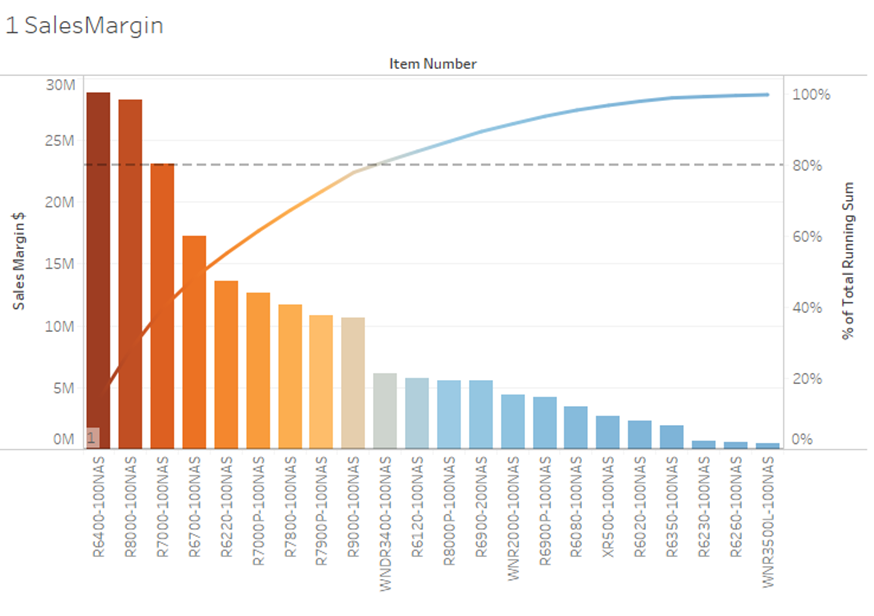 1 SalesMargin
Item Number
30M
25M
20M
15M
10M
5M
0M
Sales Margin $
100%
80%
60%
40%
20%
0%
% of Total Running Sum
1
R6400-100NAS
R8000-100NAS
R7000-100NAS
R6700-100NAS
R6220-100NAS
R7000P-100NAS
R7800-100NAS
R7900P-100NAS
R9000-100NAS
WNDR3400-100NAS
R6120-100NAS
R8000P-100NAS
R6900-200NAS
WNR2000-100NAS
R6900P-100NAS
R6080-100NAS
XR500-100NAS
R6020-100NAS
R6350-100NAS
R6230-100NAS
R6260-100NAS
WNR3500L-100NAS